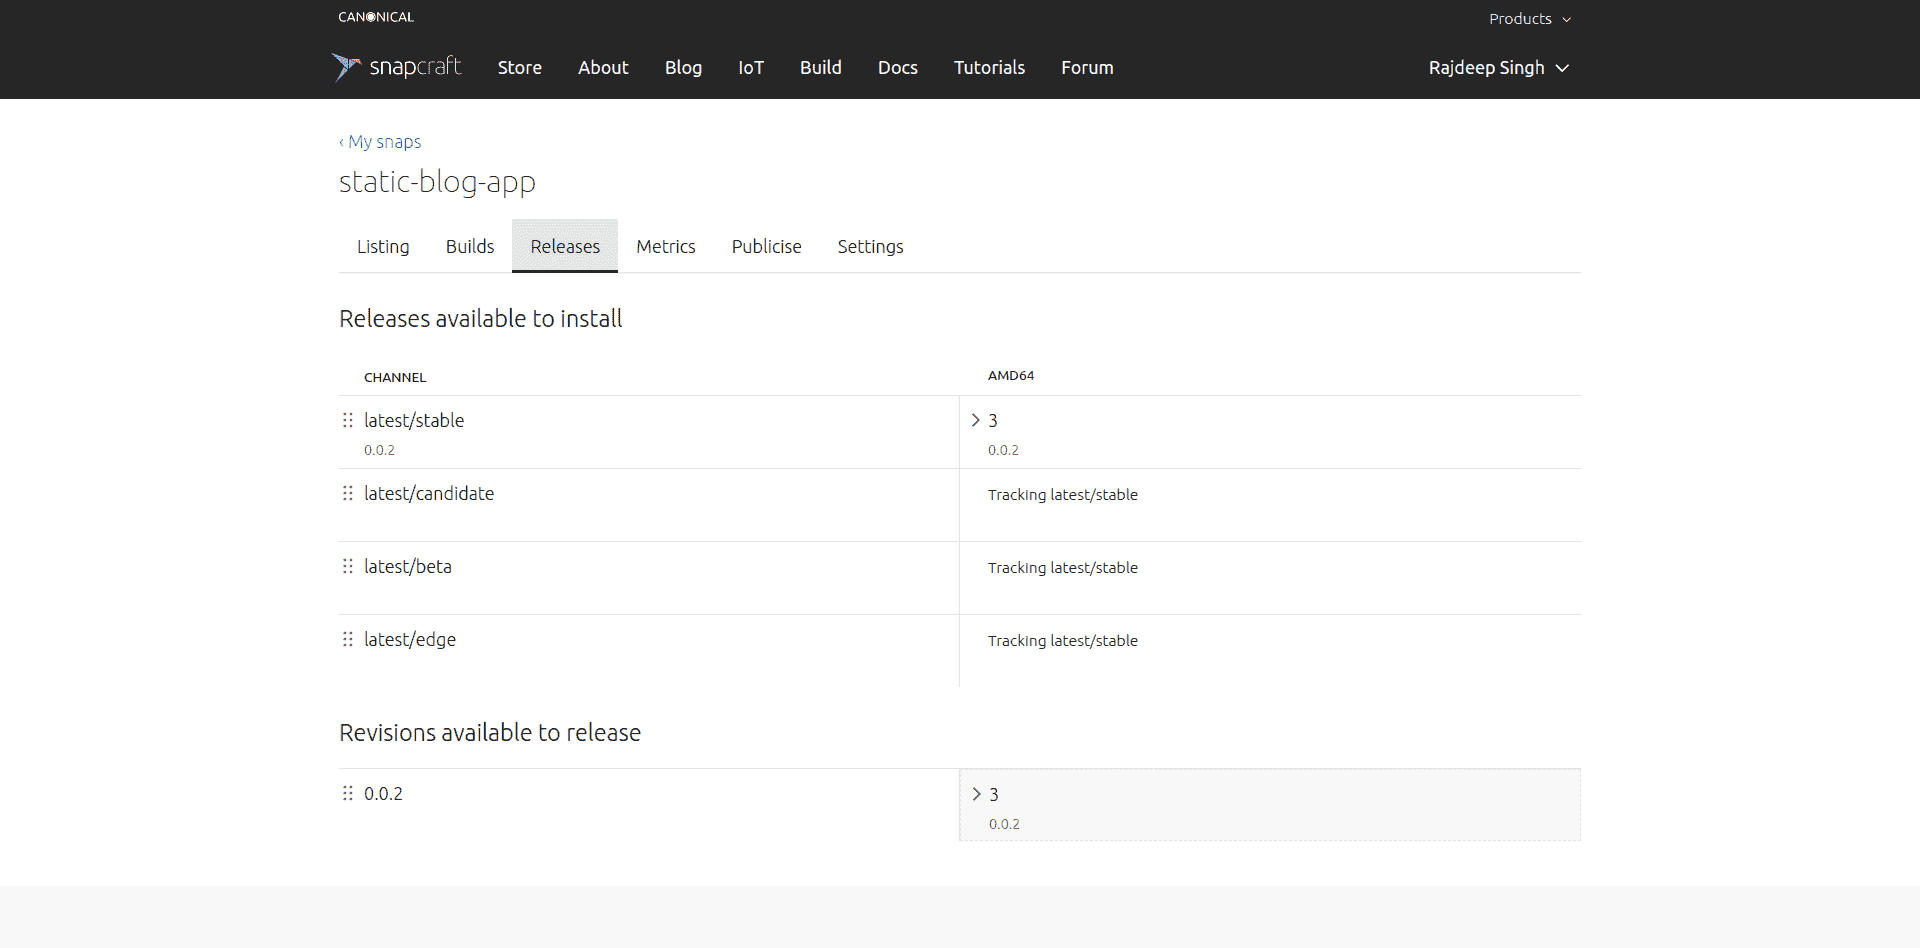 CANONICAL
Products
snapcraft Store About Blog IoT Build Docs Tutorials Forum Rajdeep Singh
‹ My snaps
static-blog-app
Listing Builds Releases Metrics Publicise Settings
Releases available to install
CHANNEL AMD64
latest/stable 3
0.0.2 0.0.2
latest/candidate Tracking latest/stable
latest/beta Tracking latest/stable
latest/edge Tracking latest/stable
Revisions available to release
0.0.2 3
0.0.2